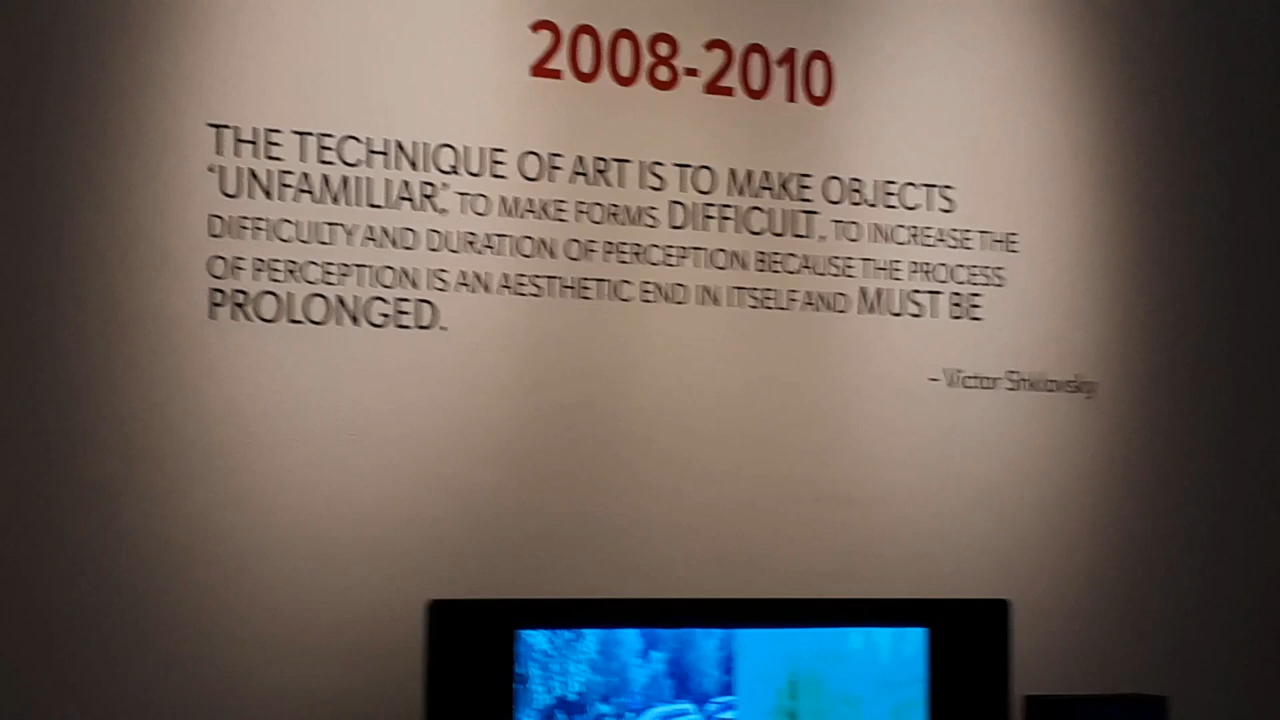 2008-2010
THE TECHNIQUE OF ART IS TO MAKE OBJECTS
‘UNFAMILIAR,’ TO MAKE FORMS DIFFICULT, TO INCREASE THE
DIFFICULTY AND DURATION OF PERCEPTION BECAUSE THE PROCESS
OF PERCEPTION IS AN AESTHETIC END IN ITSELF AND MUST BE
PROLONGED.
– Victor Shklovsky